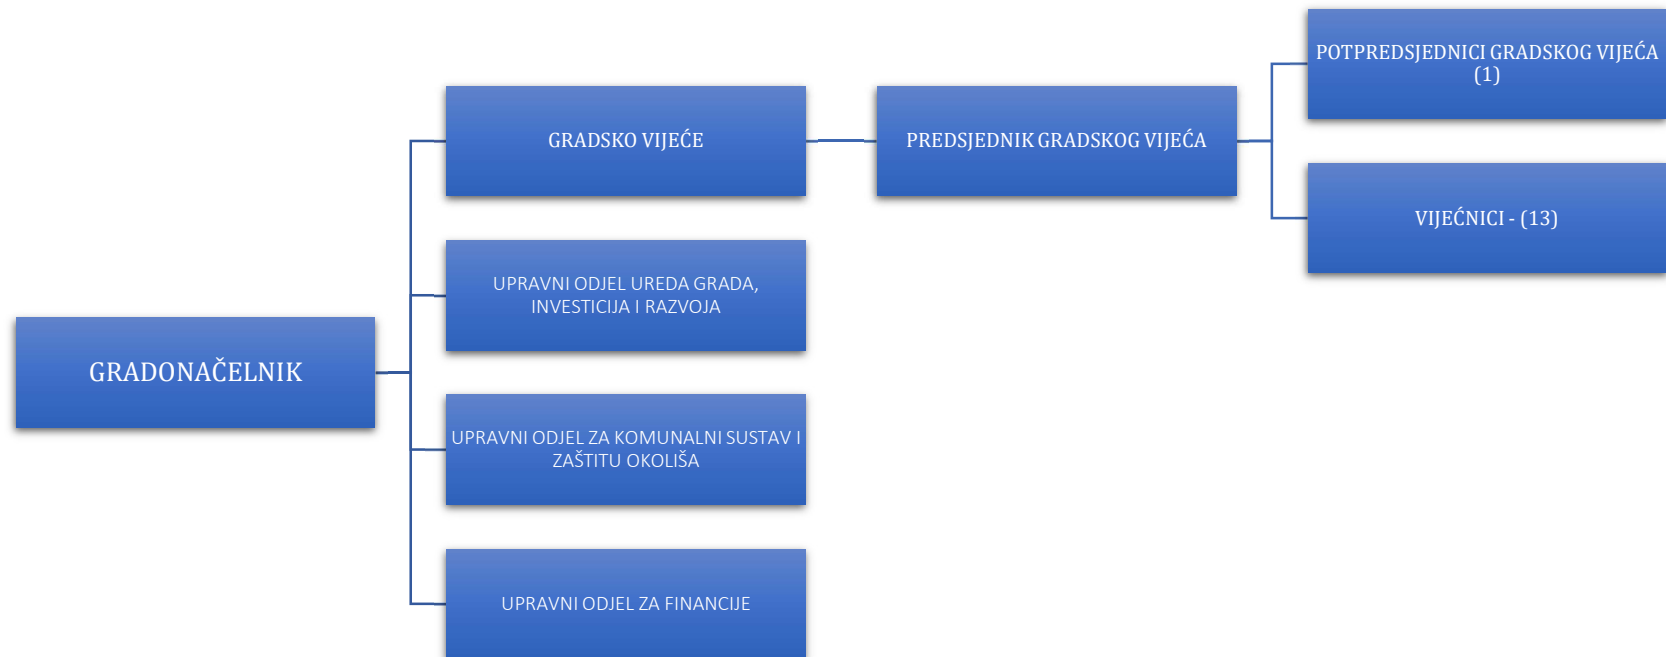 GRADONAČELNIK
GRADSKO VIJEĆE
PREDSJEDNIK GRADSKOG VIJEĆA
POTPREDSJEDNICI GRADSKOG VIJEĆA
(1)
VIJEĆNICI - (13)
UPRAVNI ODJEL UREDA GRADA,
INVESTICIJA I RAZVOJA
UPRAVNI ODJEL ZA KOMUNALNI SUSTAV I
ZAŠTITU OKOLIŠA
UPRAVNI ODJEL ZA FINANCIJE